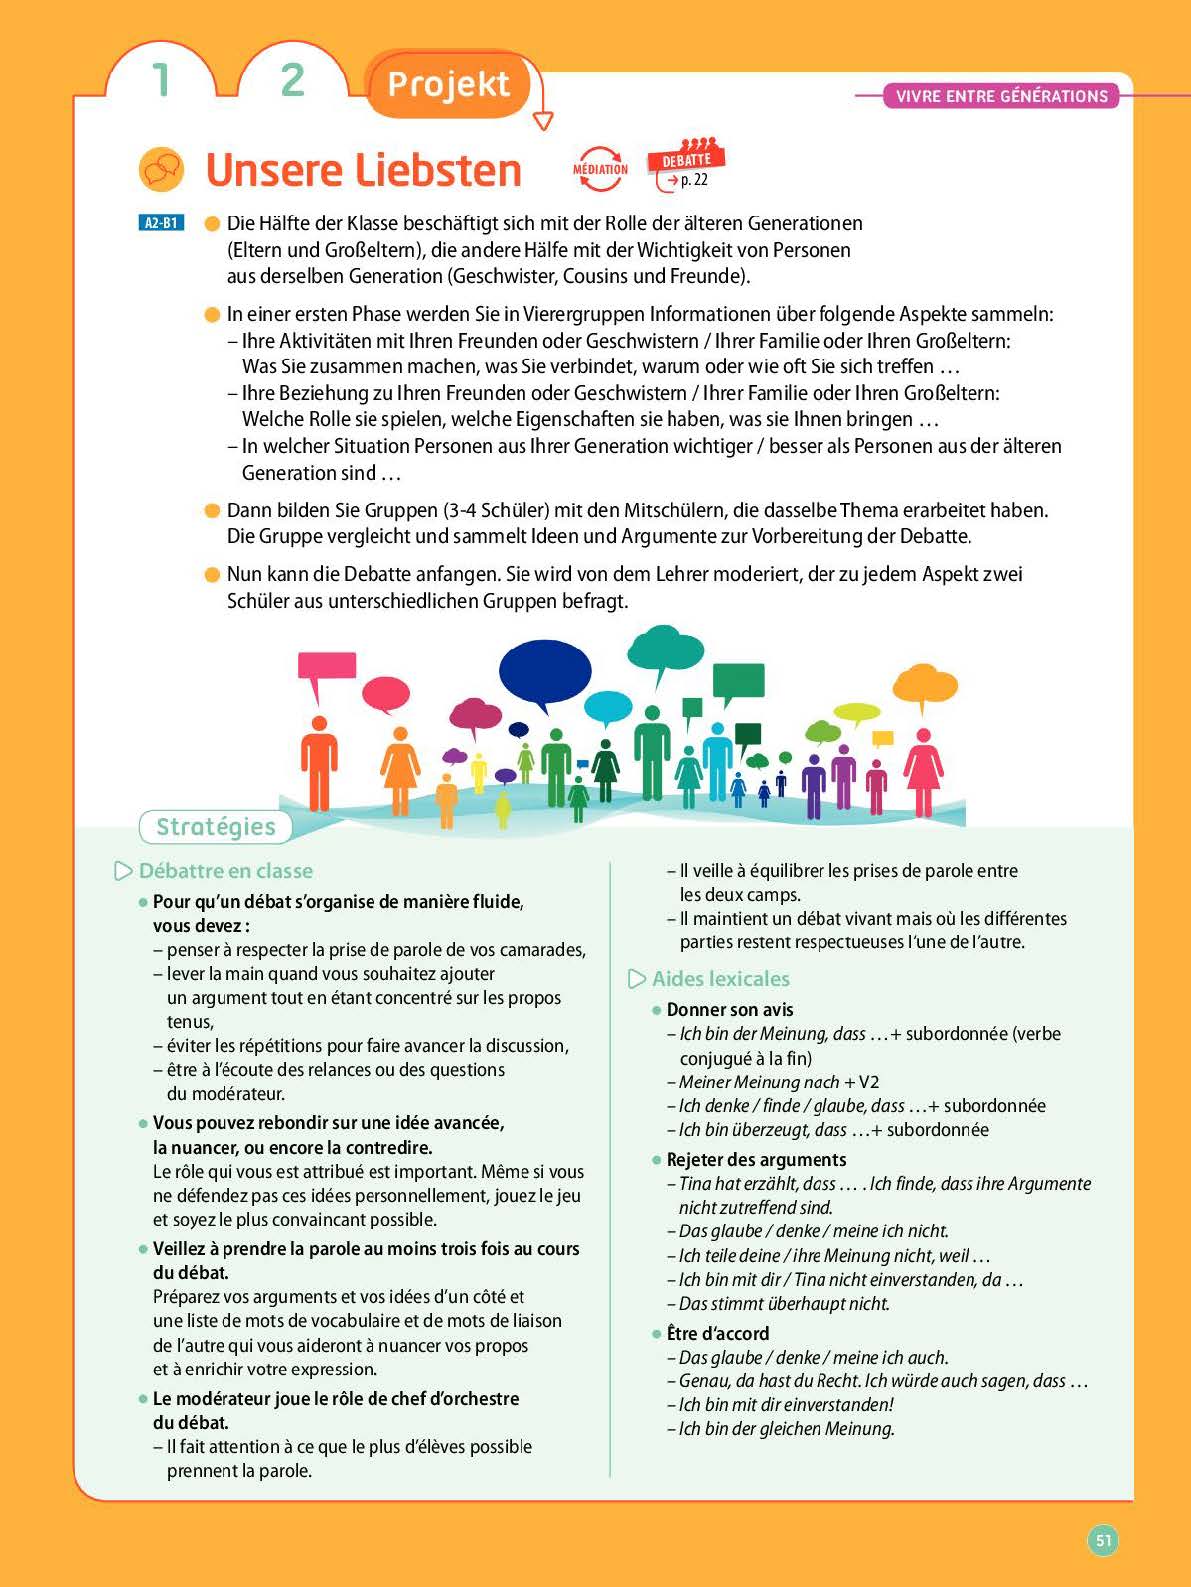 1
2
Projekt
VIVRE ENTRE GÉNÉRATIONS
Unsere Liebsten
MÉDIATION
DEBATTE
p. 22
A2-B1
Die Hälfte der Klasse beschäftigt sich mit der Rolle der älteren Generationen
(Eltern und Großeltern), die andere Hälfe mit der Wichtigkeit von Personen
aus derselben Generation (Geschwister, Cousins und Freunde).
In einer ersten Phase werden Sie in Vierergruppen Informationen über folgende Aspekte sammeln:
– Ihre Aktivitäten mit Ihren Freunden oder Geschwistern / Ihrer Familie oder Ihren Großeltern:
Was Sie zusammen machen, was Sie verbindet, warum oder wie oft Sie sich treffen …
– Ihre Beziehung zu Ihren Freunden oder Geschwistern / Ihrer Familie oder Ihren Großeltern:
Welche Rolle sie spielen, welche Eigenschaften sie haben, was sie Ihnen bringen …
– In welcher Situation Personen aus Ihrer Generation wichtiger / besser als Personen aus der älteren
Generation sind …
Dann bilden Sie Gruppen (3-4 Schüler) mit den Mitschülern, die dasselbe Thema erarbeitet haben.
Die Gruppe vergleicht und sammelt Ideen und Argumente zur Vorbereitung der Debatte.
Nun kann die Debatte anfangen. Sie wird von dem Lehrer moderiert, der zu jedem Aspekt zwei
Schüler aus unterschiedlichen Gruppen befragt.
Stratégies
Débattre en classe
• Pour qu’un débat s’organise de manière fluide,
vous devez :
– penser à respecter la prise de parole de vos camarades,
– lever la main quand vous souhaitez ajouter
un argument tout en étant concentré sur les propos
tenus,
– éviter les répétitions pour faire avancer la discussion,
– être à l’écoute des relances ou des questions
du modérateur.
• Vous pouvez rebondir sur une idée avancée,
la nuancer, ou encore la contredire.
Le rôle qui vous est attribué est important. Même si vous
ne défendez pas ces idées personnellement, jouez le jeu
et soyez le plus convaincant possible.
• Veillez à prendre la parole au moins trois fois au cours
du débat.
Préparez vos arguments et vos idées d’un côté et
une liste de mots de vocabulaire et de mots de liaison
de l’autre qui vous aideront à nuancer vos propos
et à enrichir votre expression.
• Le modérateur joue le rôle de chef d’orchestre
du débat.
– Il fait attention à ce que le plus d’élèves possible
prennent la parole.
– Il veille à équilibrer les prises de parole entre
les deux camps.
– Il maintient un débat vivant mais où les différentes
parties restent respectueuses l‘une de l’autre.
Aides lexicales
• Donner son avis
– Ich bin der Meinung, dass …+ subordonnée (verbe
conjugué à la fin)
– Meiner Meinung nach + V2
– Ich denke / finde / glaube, dass …+ subordonnée
– Ich bin überzeugt, dass …+ subordonnée
• Rejeter des arguments
– Tina hat erzählt, dass … . Ich finde, dass ihre Argumente
nicht zutreffend sind.
– Das glaube / denke / meine ich nicht.
– Ich teile deine / ihre Meinung nicht, weil …
– Ich bin mit dir / Tina nicht einverstanden, da …
– Das stimmt überhaupt nicht.
• Être d‘accord
– Das glaube / denke / meine ich auch.
– Genau, da hast du Recht. Ich würde auch sagen, dass …
– Ich bin mit dir einverstanden!
– Ich bin der gleichen Meinung.
51